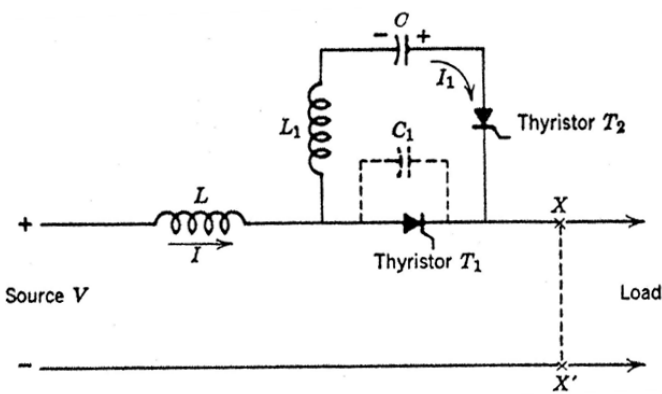 C
− +
I₁
L₁
Thyristor T₂
C₁
L
X
+
I
Thyristor T₁
Source V
Load
−
X′